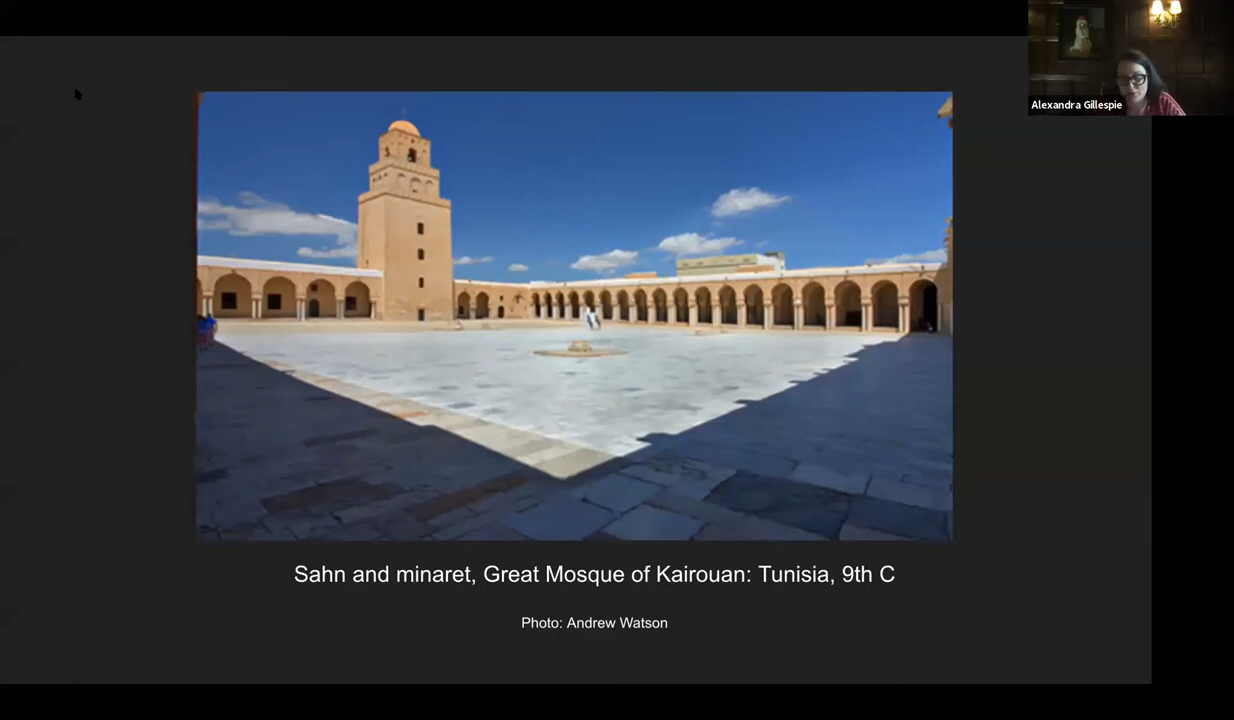 Alexandra Gillespie
Sahn and minaret, Great Mosque of Kairouan: Tunisia, 9th C
Photo: Andrew Watson